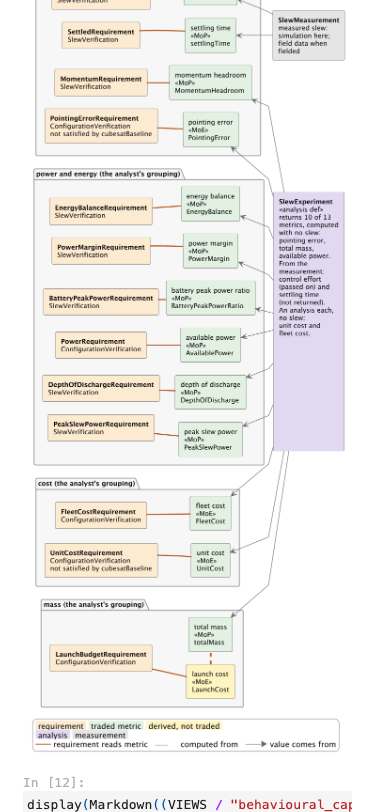 SlewVerification
SlewMeasurement
measured slew:
simulation here;
field data when
fielded
SettledRequirement
SlewVerification
settling time
«MoP»
settlingTime
MomentumRequirement
SlewVerification
momentum headroom
«MoP»
MomentumHeadroom
PointingErrorRequirement
ConfigurationVerification
not satisfied by cubesatBaseline
pointing error
«MoE»
PointingError
power and energy (the analyst's grouping)
EnergyBalanceRequirement
SlewVerification
energy balance
«MoP»
EnergyBalance
PowerMarginRequirement
SlewVerification
power margin
«MoP»
PowerMargin
BatteryPeakPowerRequirement
SlewVerification
battery peak power ratio
«MoP»
BatteryPeakPowerRatio
PowerRequirement
ConfigurationVerification
available power
«MoP»
AvailablePower
DepthOfDischargeRequirement
SlewVerification
depth of discharge
«MoP»
DepthOfDischarge
PeakSlewPowerRequirement
SlewVerification
peak slew power
«MoP»
PeakSlewPower
SlewExperiment
«analysis def»
returns 10 of 13
metrics, computed
with no slew:
pointing error,
total mass,
available power.
From the
measurement:
control effort
(passed on) and
settling time
(not returned).
An analysis each,
no slew:
unit cost and
fleet cost.
cost (the analyst's grouping)
FleetCostRequirement
ConfigurationVerification
fleet cost
«MoE»
FleetCost
UnitCostRequirement
ConfigurationVerification
not satisfied by cubesatBaseline
unit cost
«MoE»
UnitCost
mass (the analyst's grouping)
total mass
«MoP»
totalMass
LaunchBudgetRequirement
ConfigurationVerification
launch cost
«MoE»
LaunchCost
requirement traded metric derived, not traded
analysis measurement
requirement reads metric computed from value comes from
In [12]:
display(Markdown((VIEWS / "behavioural_cap